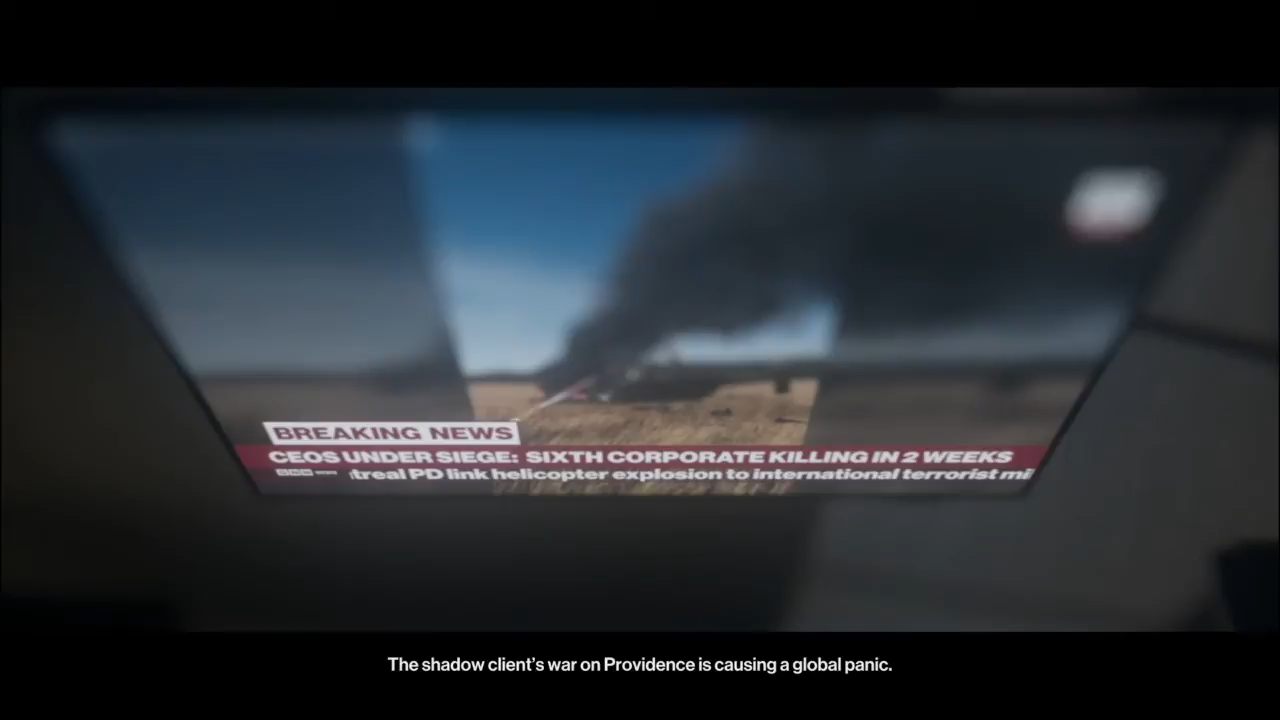 BREAKING NEWS
CEOS UNDER SIEGE: SIXTH CORPORATE KILLING IN 2 WEEKS
treal PD link helicopter explosion to international terrorist mi
The shadow client's war on Providence is causing a global panic.